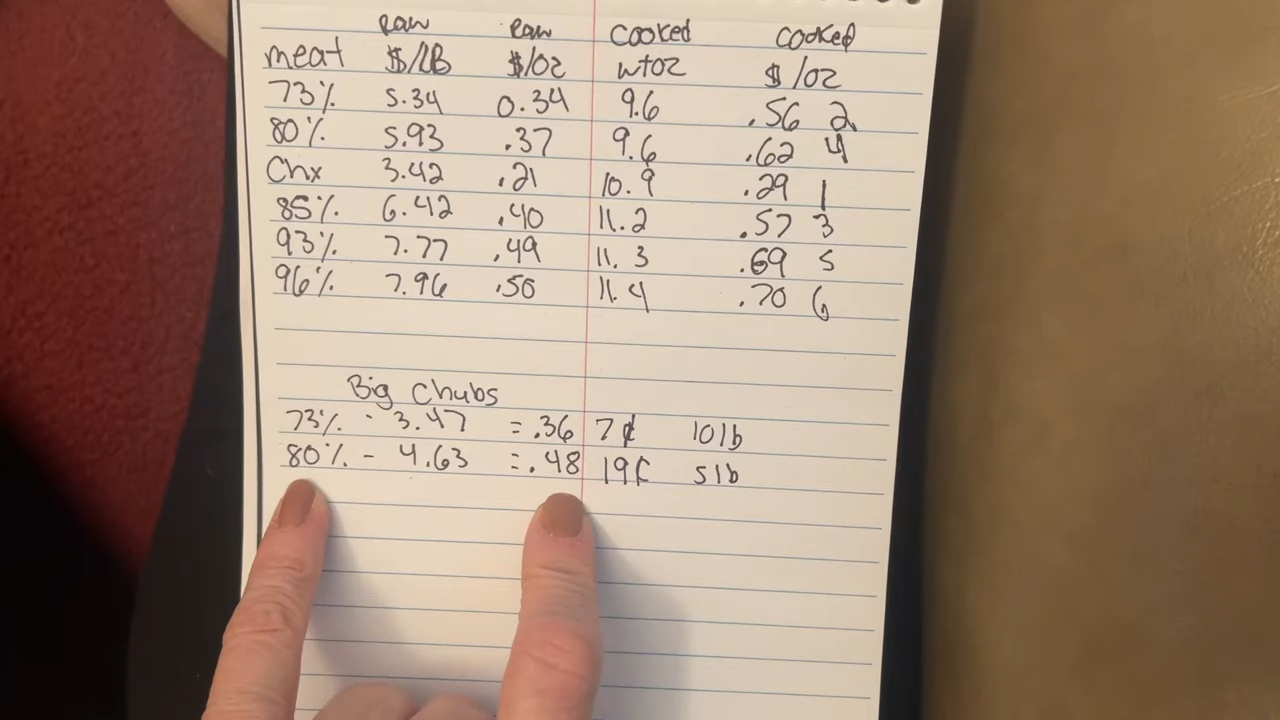 Raw Raw Cooked Cooked
meat $/LB $/OZ wtoz $/OZ
73% 5.34 0.34 9.6 .56 2
80% 5.93 .37 9.6 .62 4
Chx 3.42 .21 10.9 .29 1
85% 6.42 .40 11.2 .57 3
93% 7.77 .49 11.3 .69 5
96% 7.96 .50 11.4 .70 6
Big Chubs
73% - 3.47 = .36 7¢ 10lb
80% - 4.63 = .48 19¢ 5lb